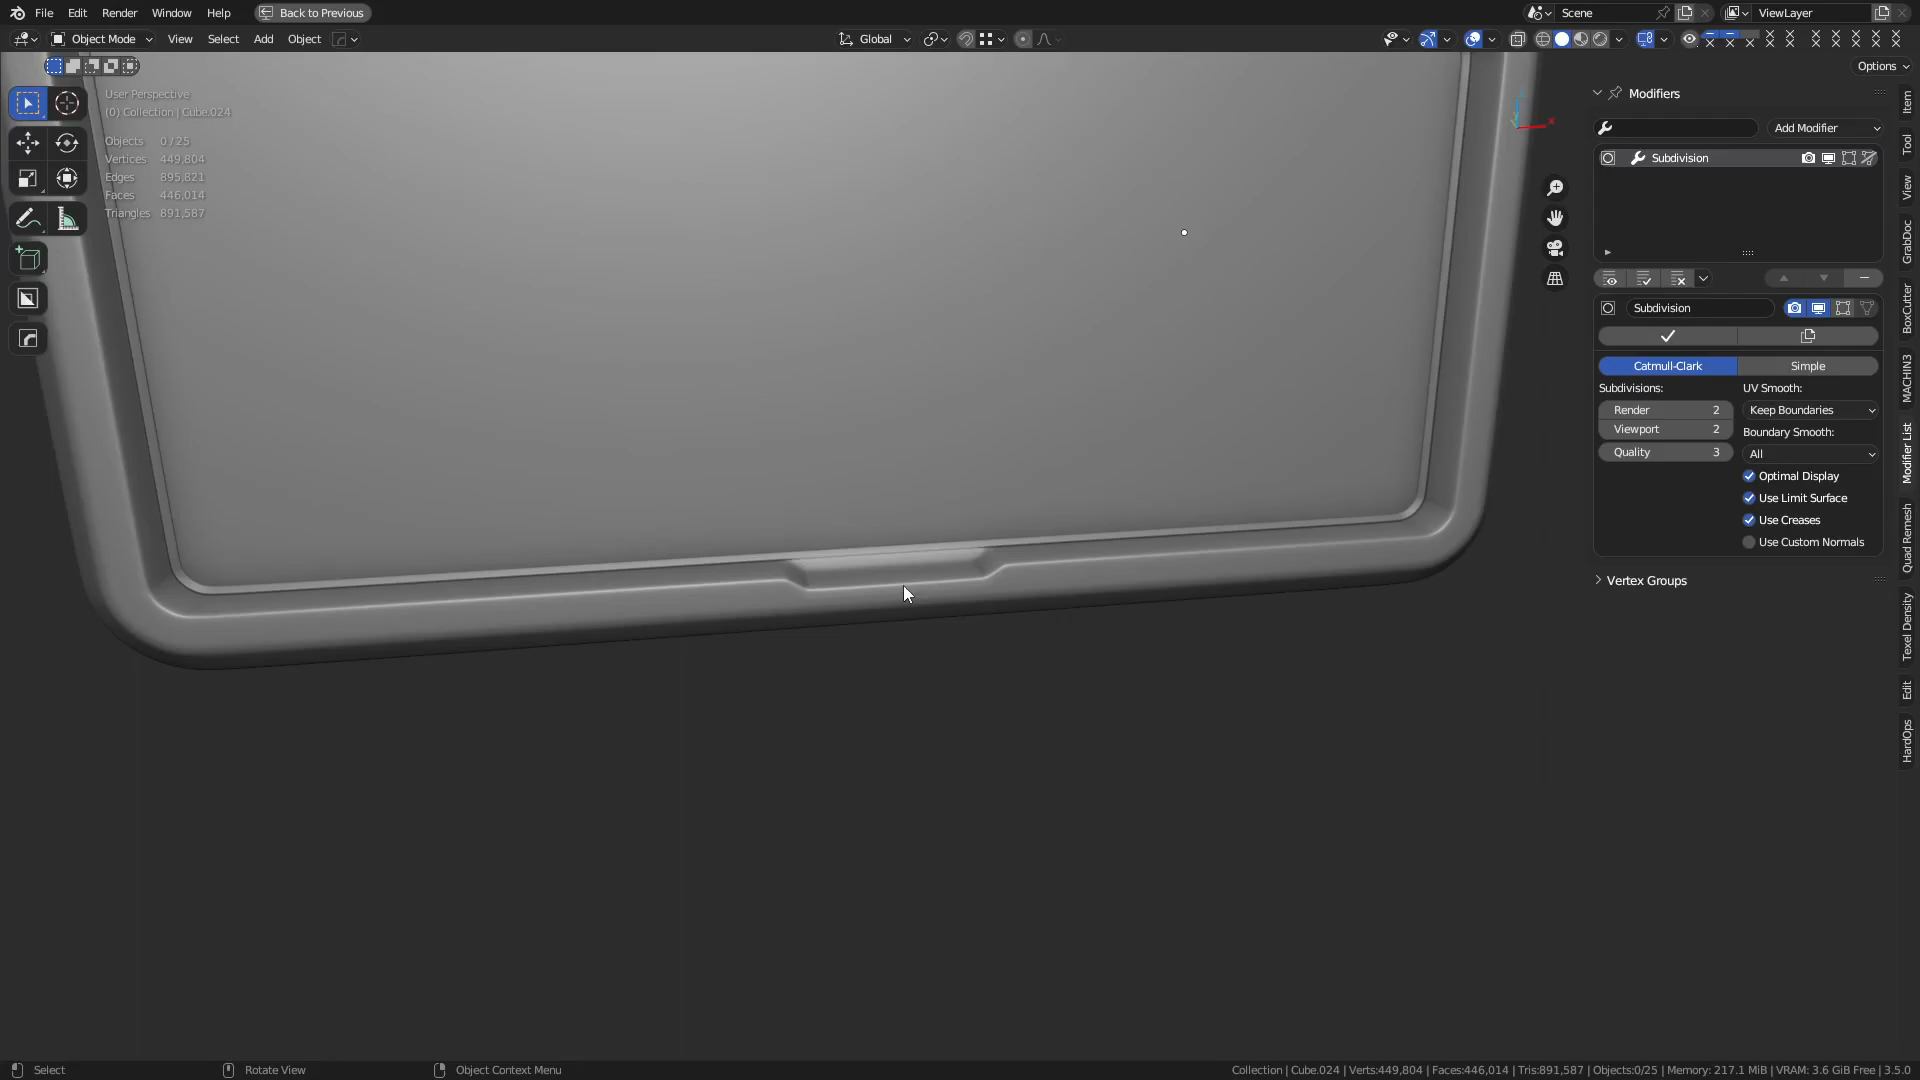 File Edit Render Window Help Back to Previous Scene ViewLayer
Object Mode View Select Add Object Global
Options
User Perspective
(0) Collection | Cube.024
Objects 0/25
Vertices 449,804
Edges 895,821
Faces 446,014
Triangles 891,587
Modifiers
Add Modifier
Subdivision
Subdivision
Catmull-Clark Simple
Subdivisions: UV Smooth:
Render 2 Keep Boundaries
Viewport 2 Boundary Smooth:
Quality 3 All
Optimal Display
Use Limit Surface
Use Creases
Use Custom Normals
Vertex Groups
Item
Tool
View
GrabDoc
BoxCutter
MACHIN3
Modifier List
Quad Remesh
Texel Density
Edit
HardOps
X
Select Rotate View Object Context Menu Collection | Cube.024 | Verts:449,804 | Faces:446,014 | Tris:891,587 | Objects:0/25 | Memory: 217.1 MiB | VRAM: 3.6 GiB Free | 3.5.0